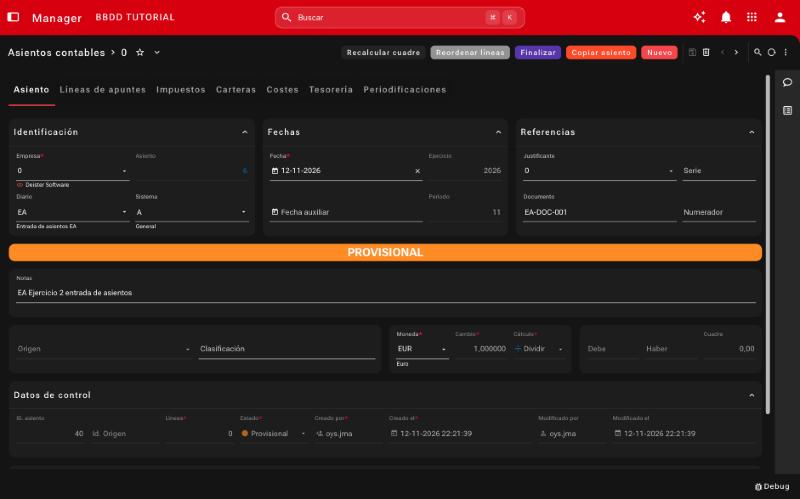 Manager BBDD TUTORIAL Buscar ⌘ K
Asientos contables > 0 Recalcular cuadre Reordenar líneas Finalizar Copiar asiento Nuevo
Asiento Líneas de apuntes Impuestos Carteras Costes Tesorería Periodificaciones
Identificación Fechas Referencias
Empresa* Asiento Fecha* Ejercicio Justificante
0 6 12-11-2026 2026 0 Serie
Deister Software
Diario Sistema Periodo Documento
EA A Fecha auxiliar 11 EA-DOC-001 Numerador
Entrada de asientos EA General
PROVISIONAL
Notas
EA Ejercicio 2 entrada de asientos
Moneda* Cambio* Cálculo* Cuadre
Origen Clasificación EUR 1,000000 Dividir Debe Haber 0,00
Euro
Datos de control
ID. asiento Líneas* Estado* Creado por* Creado el* Modificado por Modificado el
40 Id. Origen 0 Provisional oys.jma 12-11-2026 22:21:39 oys.jma 12-11-2026 22:21:39
Debug